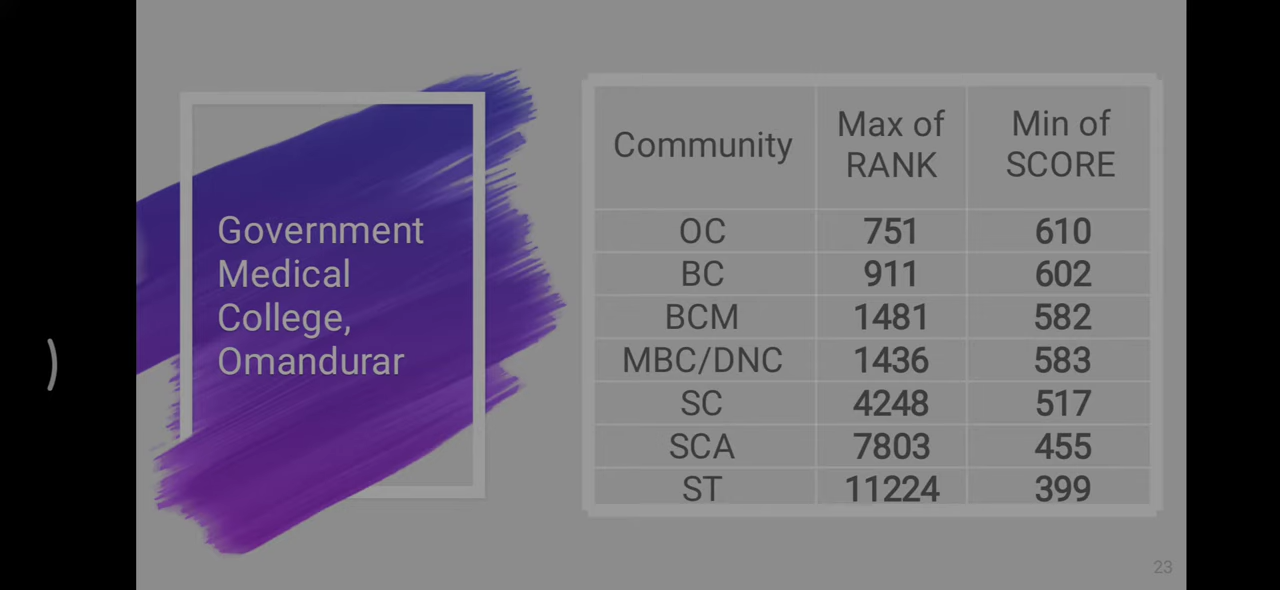 Government
Medical
College,
Omandurar
Community Max of RANK Min of SCORE
OC 751 610
BC 911 602
BCM 1481 582
MBC/DNC 1436 583
SC 4248 517
SCA 7803 455
ST 11224 399
23